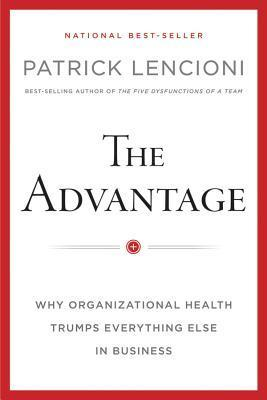 NATIONAL BEST-SELLER
PATRICK LENCIONI
BEST-SELLING AUTHOR OF THE FIVE DYSFUNCTIONS OF A TEAM
THE
ADVANTAGE
WHY ORGANIZATIONAL HEALTH
TRUMPS EVERYTHING ELSE
IN BUSINESS